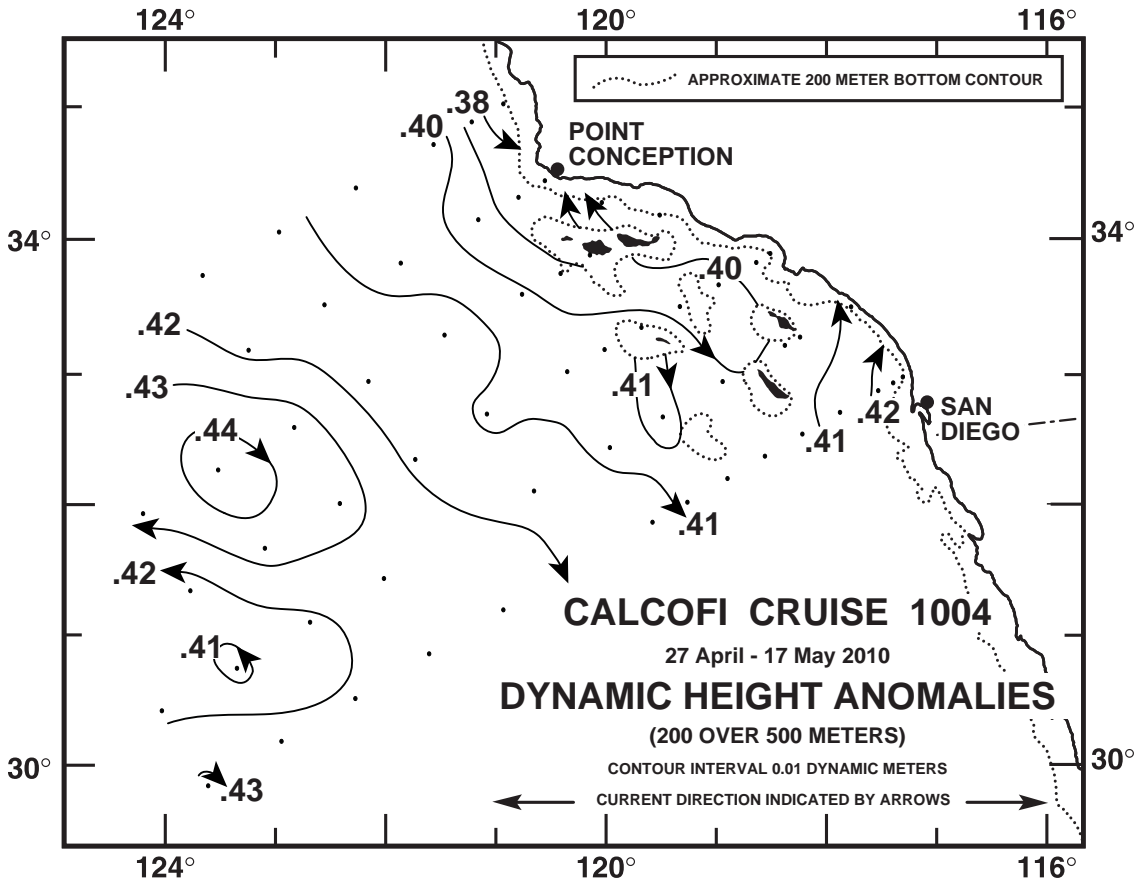 124° 120° 116°
APPROXIMATE 200 METER BOTTOM CONTOUR
.38
.40
POINT
CONCEPTION
34° 34°
.40
.42
.43
.41
.44
.42
SAN
DIEGO
.41
.41
.42
CALCOFI CRUISE 1004
27 April - 17 May 2010
.41
DYNAMIC HEIGHT ANOMALIES
(200 OVER 500 METERS)
30° 30°
CONTOUR INTERVAL 0.01 DYNAMIC METERS
.43
CURRENT DIRECTION INDICATED BY ARROWS
124° 120° 116°